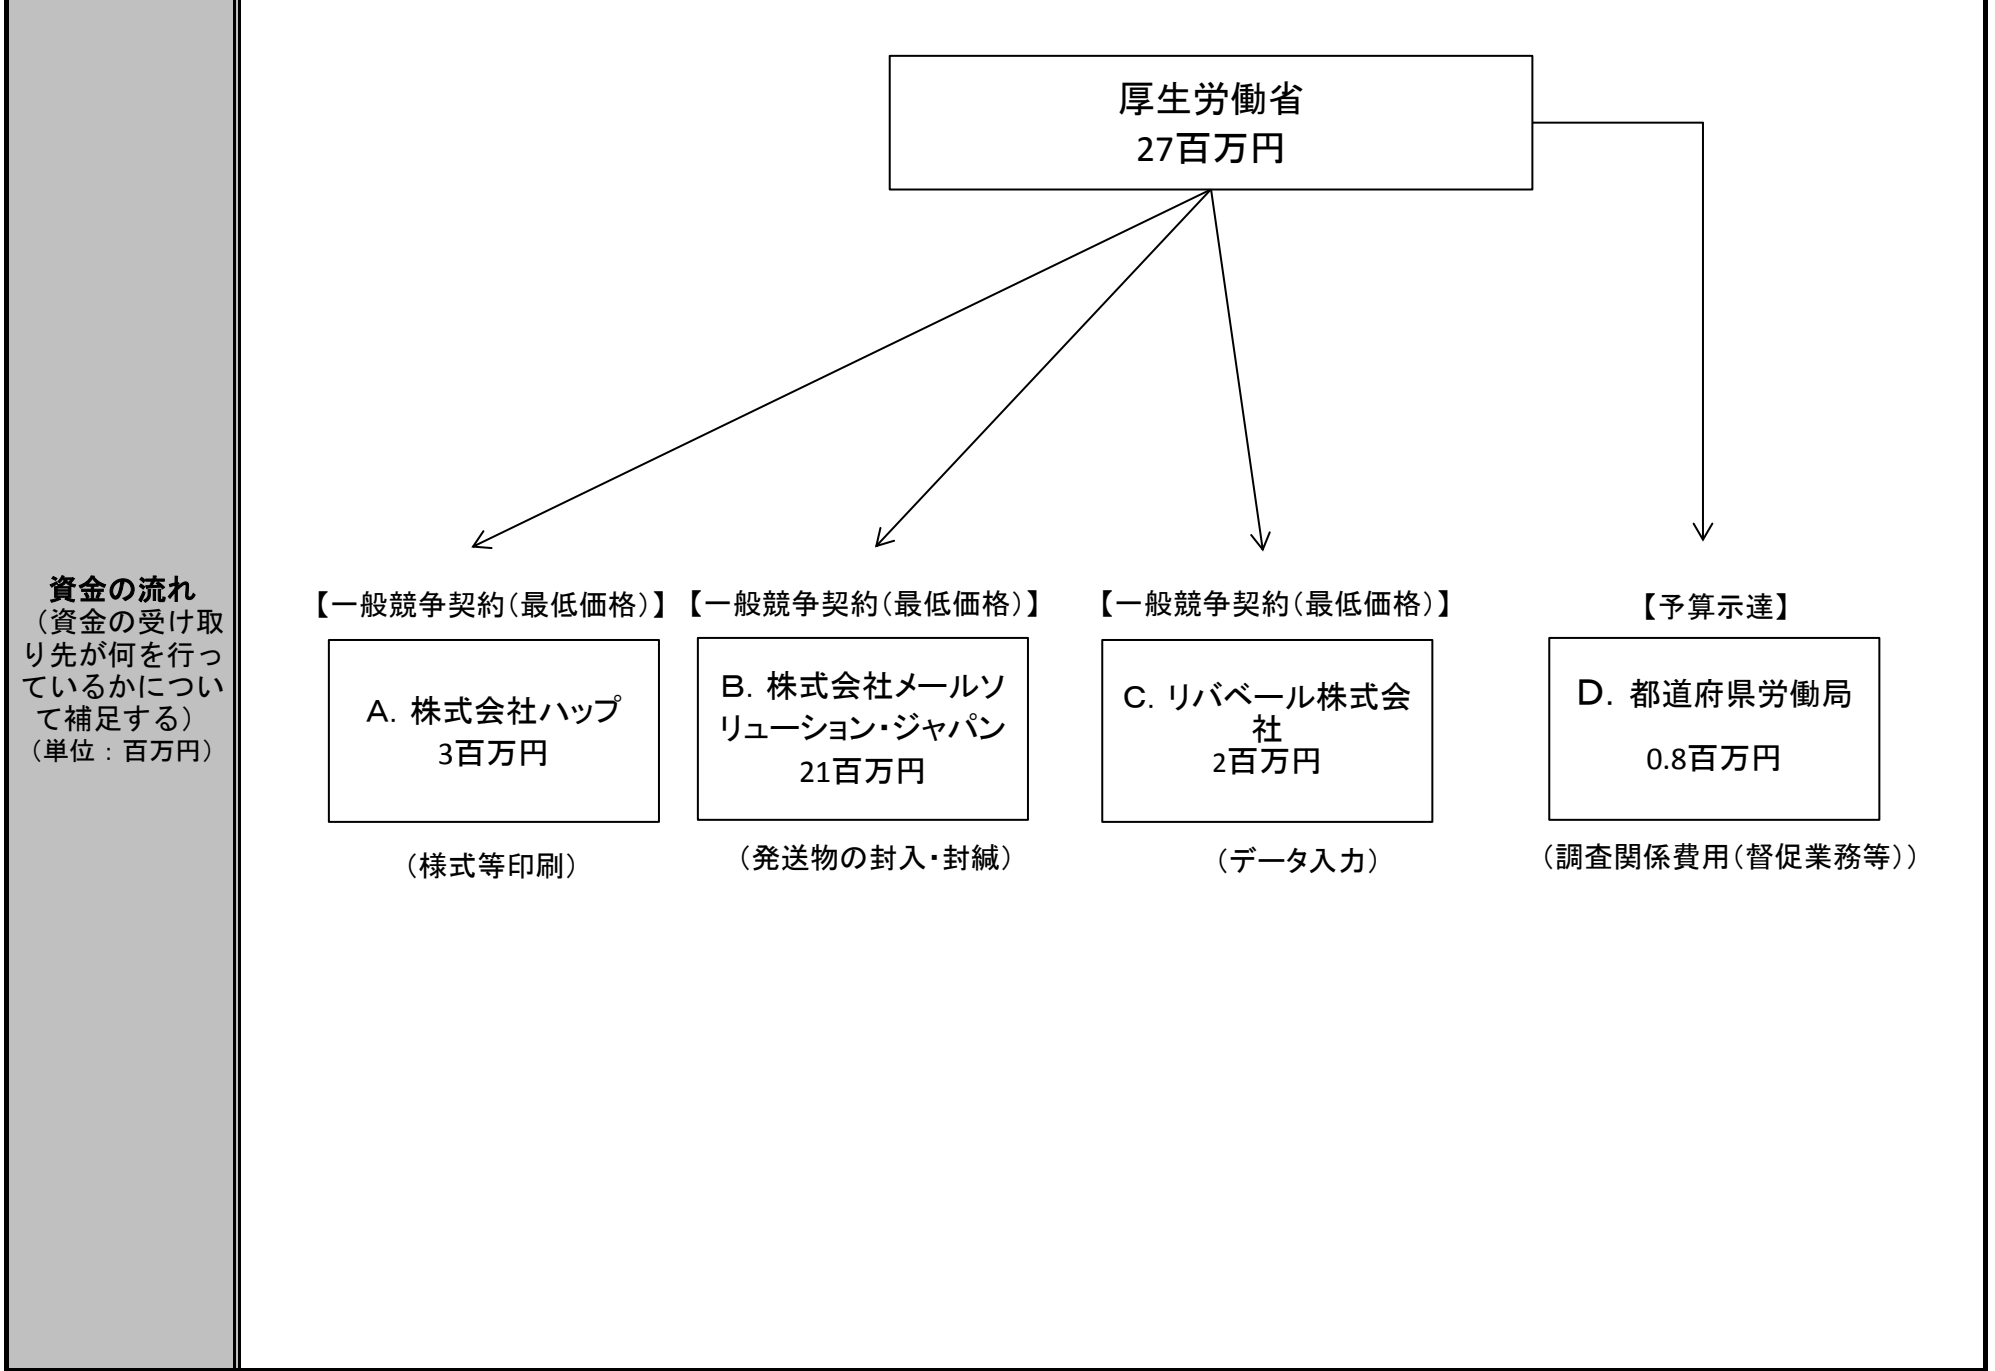 厚生労働省
27百万円
資金の流れ
（資金の受け取
り先が何を行っ
ているかについ
て補足する）
（単位：百万円）
【一般競争契約（最低価格）】
A．株式会社ハップ
3百万円
（様式等印刷）
【一般競争契約（最低価格）】
B．株式会社メールソ
リューション・ジャパン
21百万円
（発送物の封入・封緘）
【一般競争契約（最低価格）】
C．リバベール株式会
社
2百万円
（データ入力）
【予算示達】
D．都道府県労働局
0.8百万円
（調査関係費用（督促業務等））